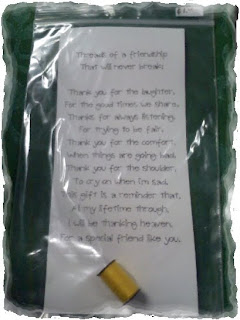 Threads of a friendship
That will never break

Thank you for the laughter,
For the good times we share,
Thanks for always listening,
For trying to be fair.
Thank you for the comfort,
When things are going bad,
Thank you for the shoulder,
To cry on when I'm sad,
This gift is a reminder that,
All my lifetime through,
I will be thanking heaven,
For a special friend like you.